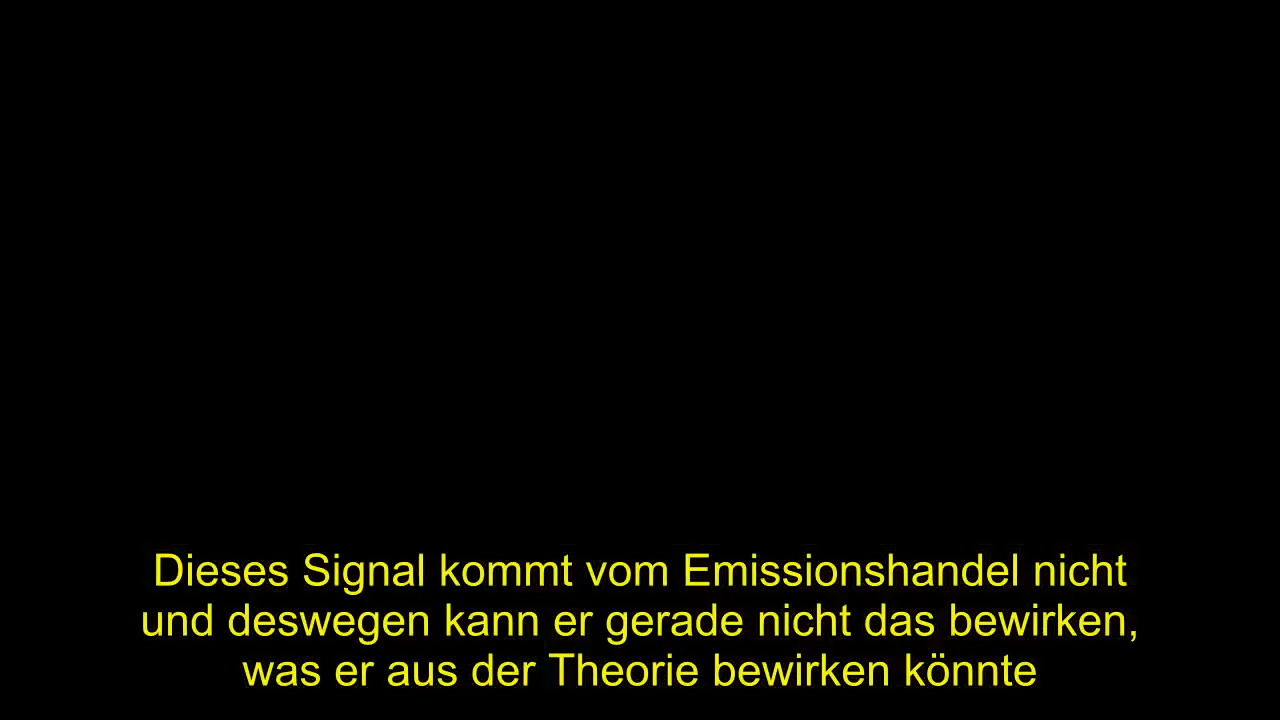 Dieses Signal kommt vom Emissionshandel nicht
und deswegen kann er gerade nicht das bewirken,
was er aus der Theorie bewirken könnte